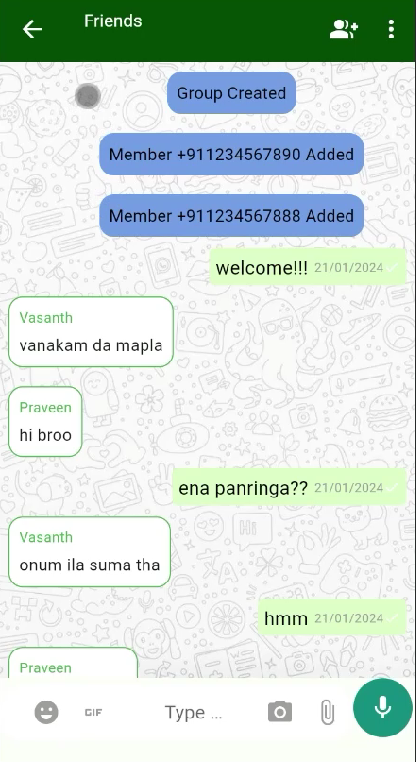 Friends
Group Created
Member +911234567890 Added
Member +911234567888 Added
welcome!!! 21/01/2024
Vasanth
vanakam da mapla
Praveen
hi broo
ena panringa?? 21/01/2024
Vasanth
onum ila suma tha
hmm 21/01/2024
Praveen
GIF
Type ...